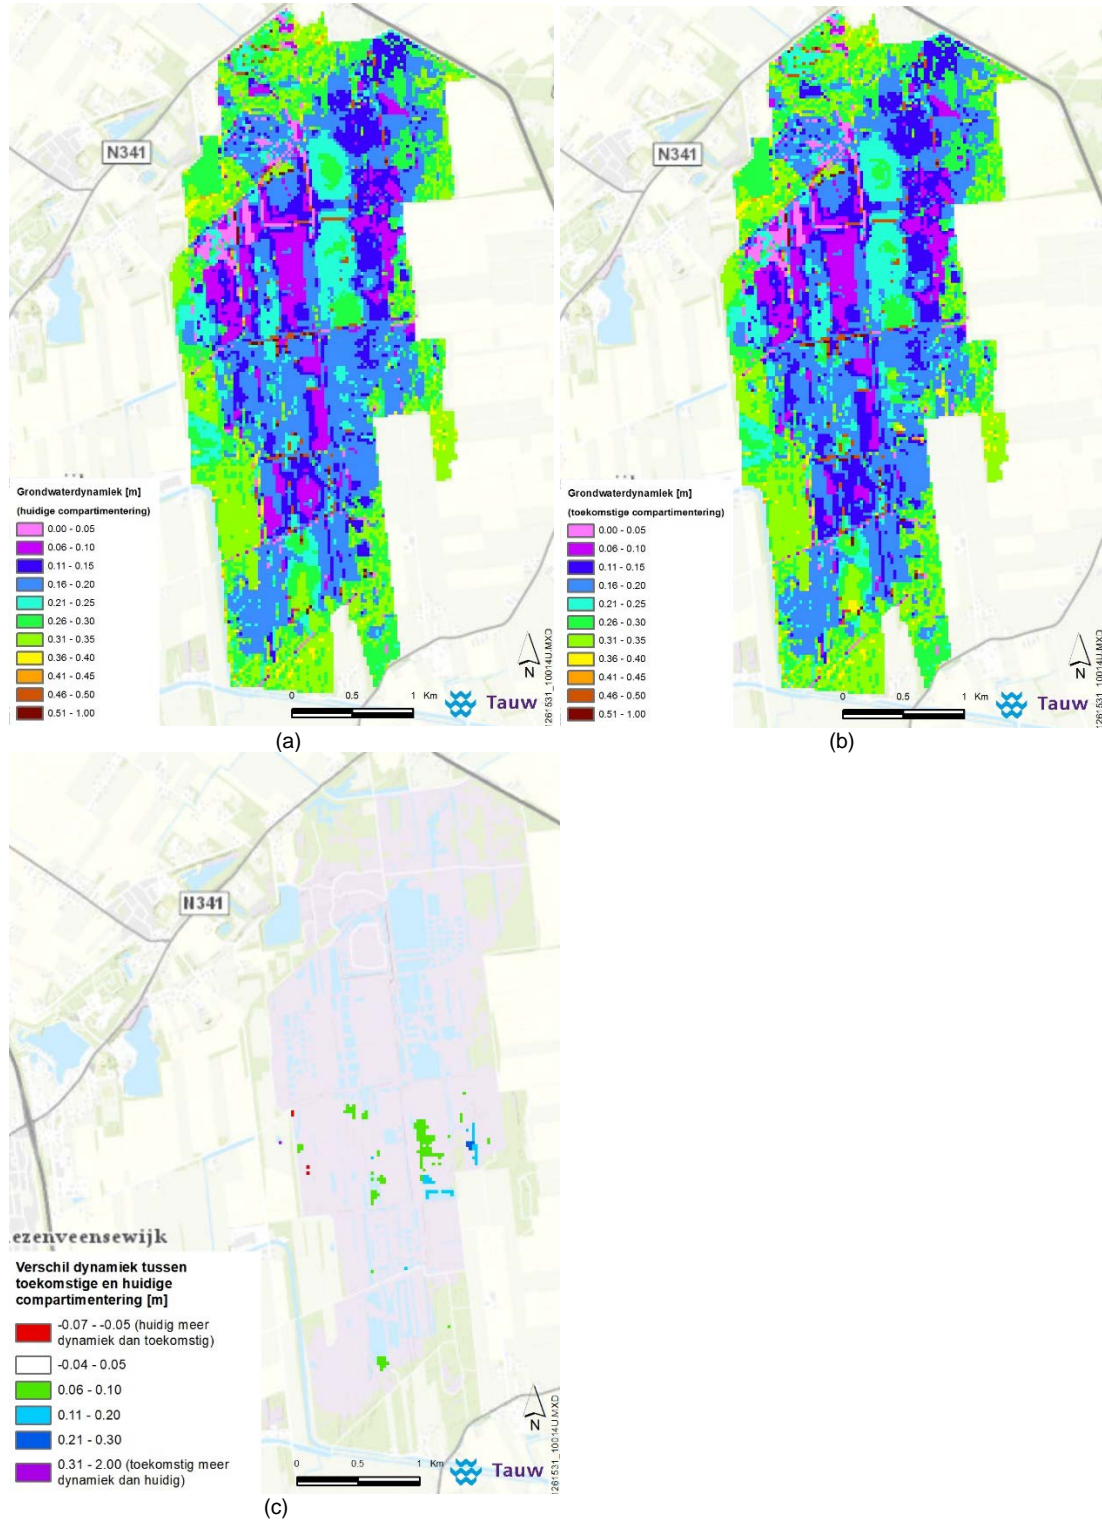 N341
Grondwaterdynamiek [m]
(huidige compartimentering)
0.00 - 0.05
0.06 - 0.10
0.11 - 0.15
0.16 - 0.20
0.21 - 0.25
0.26 - 0.30
0.31 - 0.35
0.36 - 0.40
0.41 - 0.45
0.46 - 0.50
0.51 - 1.00
0 0.5 1 Km
N
Tauw
1261531_10014U.MXD
(a)
N341
Grondwaterdynamiek [m]
(toekomstige compartimentering)
0.00 - 0.05
0.06 - 0.10
0.11 - 0.15
0.16 - 0.20
0.21 - 0.25
0.26 - 0.30
0.31 - 0.35
0.36 - 0.40
0.41 - 0.45
0.46 - 0.50
0.51 - 1.00
0 0.5 1 Km
N
Tauw
1261531_10014U.MXD
(b)
N341
ezenveensewijk
Verschil dynamiek tussen
toekomstige en huidige
compartimentering [m]
-0.07 - -0.05 (huidig meer
dynamiek dan toekomstig)
-0.04 - 0.05
0.06 - 0.10
0.11 - 0.20
0.21 - 0.30
0.31 - 2.00 (toekomstig meer
dynamiek dan huidig)
0 0.5 1 Km
N
Tauw
1261531_10014U.MXD
(c)